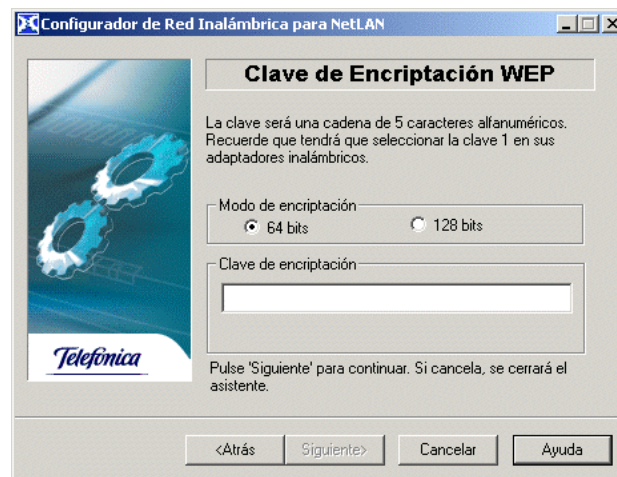 Configurador de Red Inalámbrica para NetLAN
Clave de Encriptación WEP
La clave será una cadena de 5 caracteres alfanuméricos.
Recuerde que tendrá que seleccionar la clave 1 en sus
adaptadores inalámbricos.
Modo de encriptación
64 bits
128 bits
Clave de encriptación
Telefónica
Pulse 'Siguiente' para continuar. Si cancela, se cerrará el
asistente.
<Atrás
Siguiente>
Cancelar
Ayuda